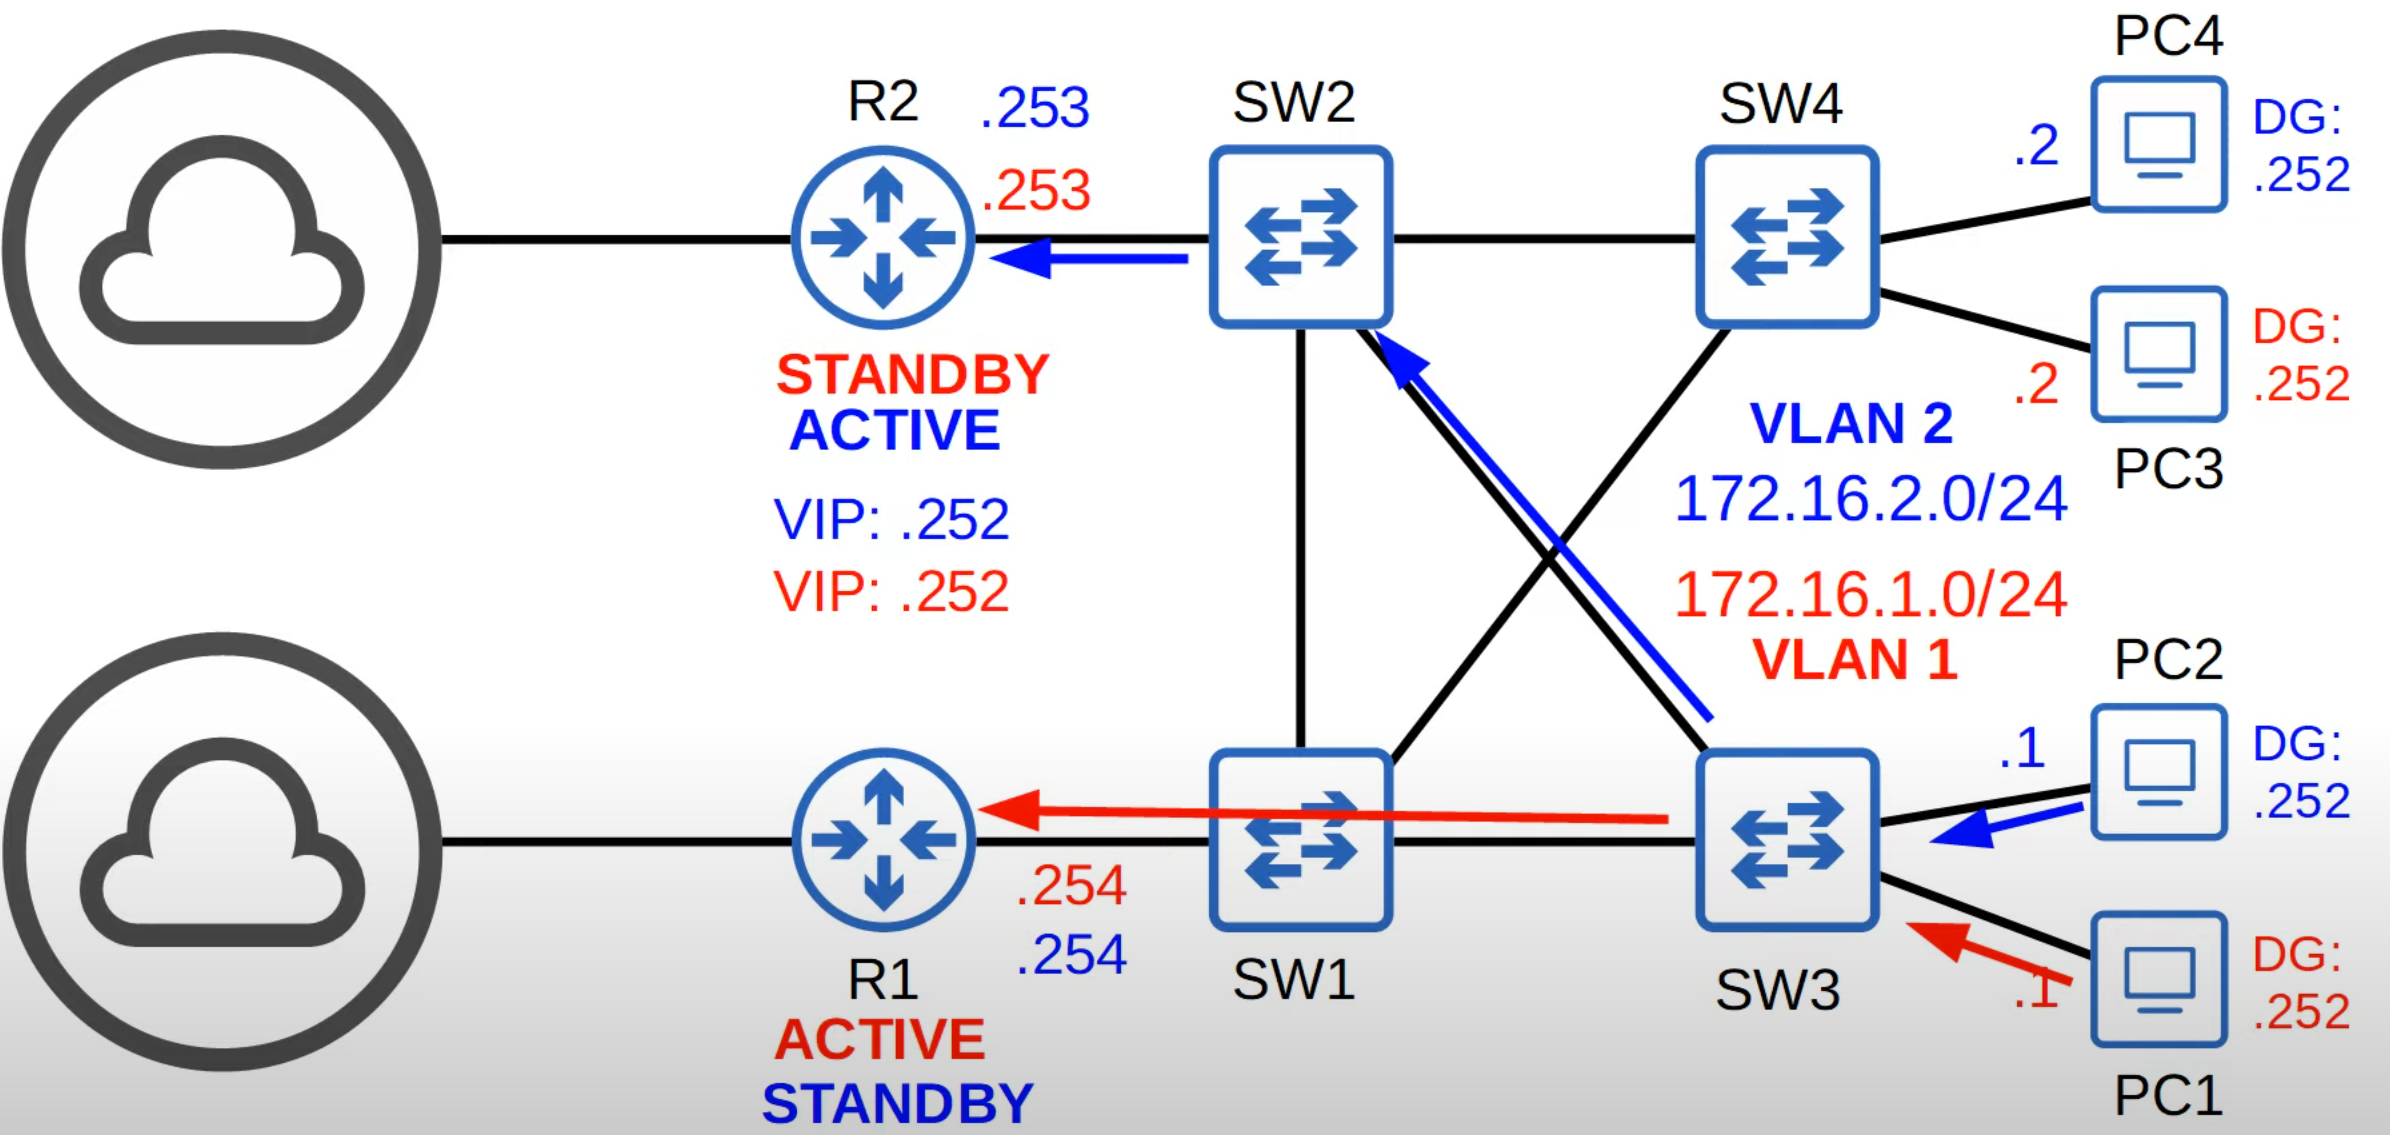 PC4
R2
.253
SW2
SW4
DG:
.252
.2
.253
STANDBY
ACTIVE
VIP: .252
VIP: .252
DG:
.252
.2
PC3
VLAN 2
172.16.2.0/24
172.16.1.0/24
VLAN 1
PC2
.1
DG:
.252
.254
.254
R1
ACTIVE
STANDBY
SW1
SW3
.1
DG:
.252
PC1